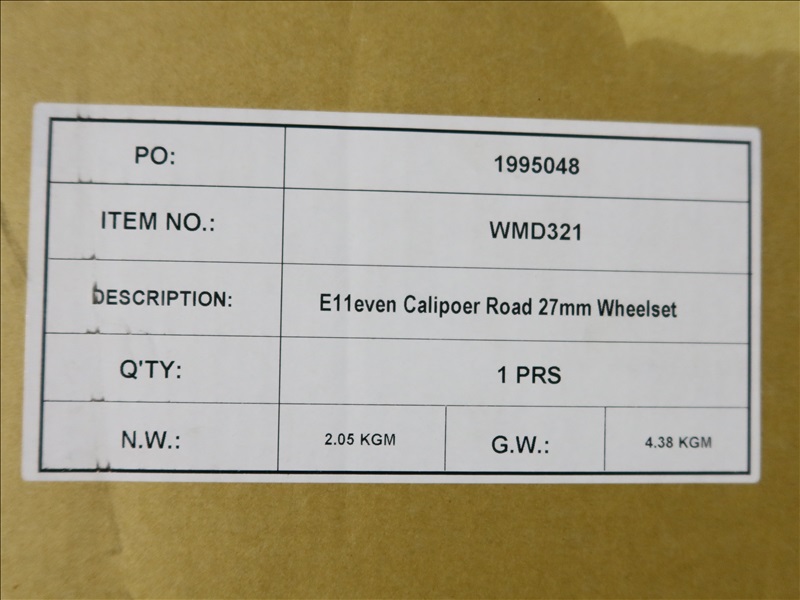 PO: 1995048
ITEM NO.: WMD321
DESCRIPTION: E11even Calipoer Road 27mm Wheelset
Q'TY: 1 PRS
N.W.: 2.05 KGM G.W.: 4.38 KGM